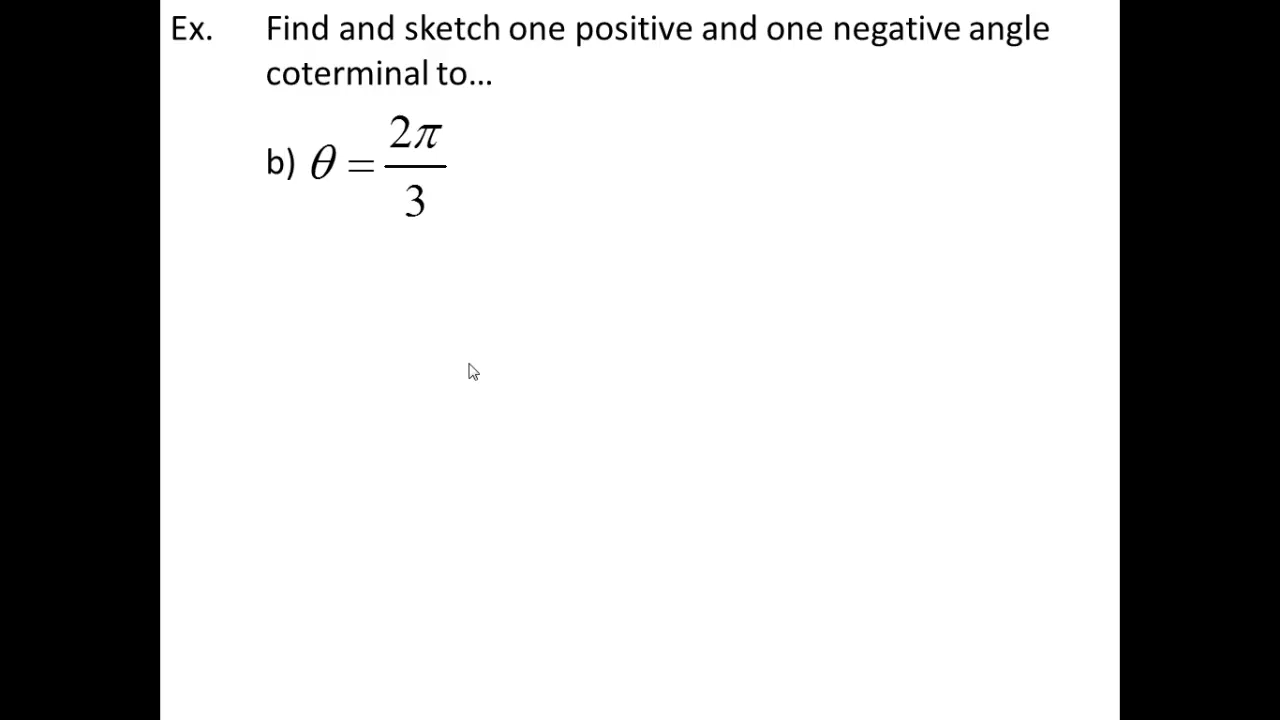 Ex. Find and sketch one positive and one negative angle
coterminal to...
b) θ = 2π/3